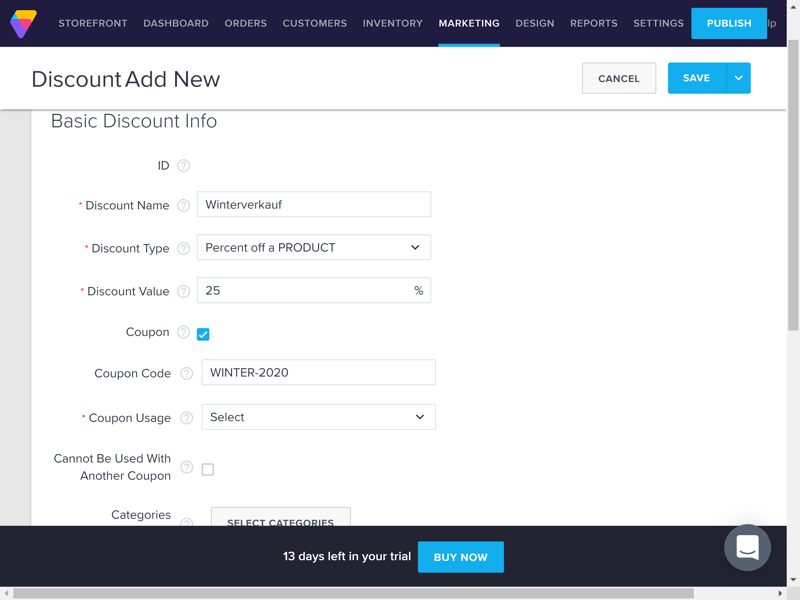 STOREFRONT DASHBOARD ORDERS CUSTOMERS INVENTORY MARKETING DESIGN REPORTS SETTINGS PUBLISH lp
Discount Add New CANCEL SAVE
Basic Discount Info
ID ?
* Discount Name ? Winterverkauf
* Discount Type ? Percent off a PRODUCT
* Discount Value ? 25 %
Coupon ?
Coupon Code ? WINTER-2020
* Coupon Usage ? Select
Cannot Be Used With
Another Coupon ?
Categories ? SELECT CATEGORIES
13 days left in your trial BUY NOW